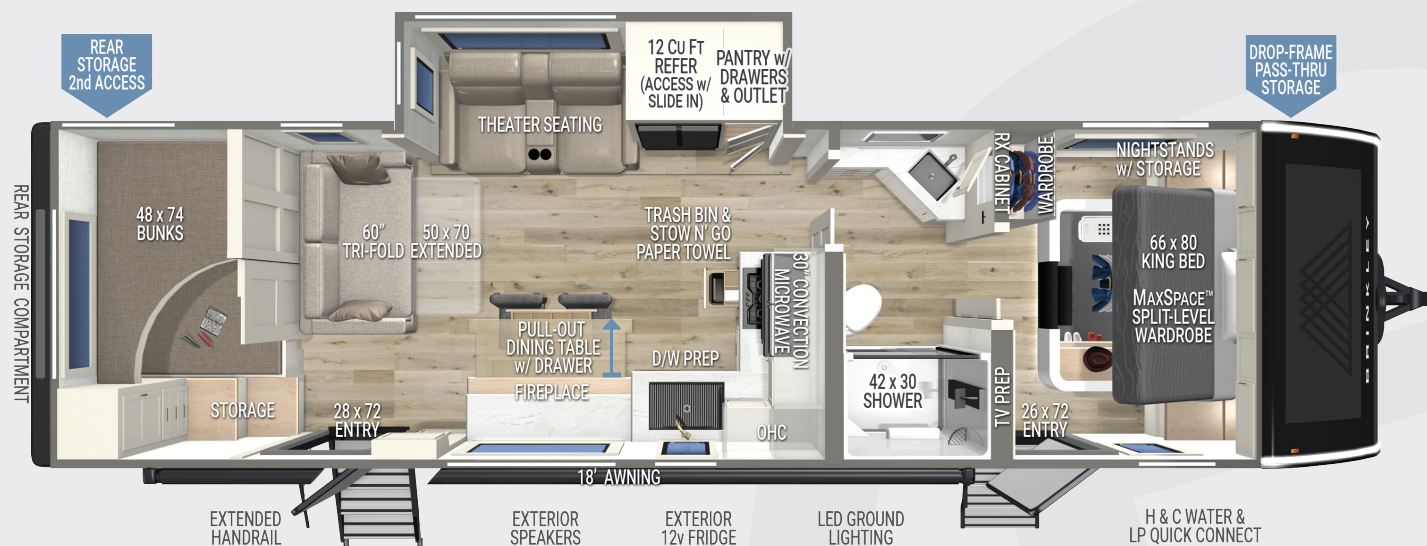 REAR
STORAGE
2nd ACCESS
DROP-FRAME
PASS-THRU
STORAGE
12 CU FT
REFER
(ACCESS w/
SLIDE IN)
PANTRY w/
DRAWERS
& OUTLET
THEATER SEATING
RX CABINET
WARDROBE
NIGHTSTANDS
w/ STORAGE
REAR STORAGE COMPARTMENT
48 x 74
BUNKS
60"
TRI-FOLD
50 x 70
EXTENDED
TRASH BIN &
STOW N' GO
PAPER TOWEL
30" CONVECTION
MICROWAVE
66 x 80
KING BED
MAXSPACE™
SPLIT-LEVEL
WARDROBE
BRINKLEY
PULL-OUT
DINING TABLE
w/ DRAWER
D/W PREP
FIREPLACE
42 x 30
SHOWER
TV PREP
STORAGE
28 x 72
ENTRY
OHC
26 x 72
ENTRY
18' AWNING
EXTENDED
HANDRAIL
EXTERIOR
SPEAKERS
EXTERIOR
12v FRIDGE
LED GROUND
LIGHTING
H & C WATER &
LP QUICK CONNECT